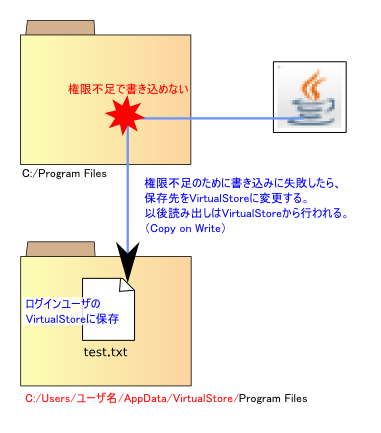 権限不足で書き込めない
C:/Program Files
権限不足のために書き込みに失敗したら、
保存先をVirtualStoreに変更する。
以後読み出しはVirtualStoreから行われる。
（Copy on Write）
ログインユーザの
VirtualStoreに保存
test.txt
C:/Users/ユーザ名/AppData/VirtualStore/Program Files